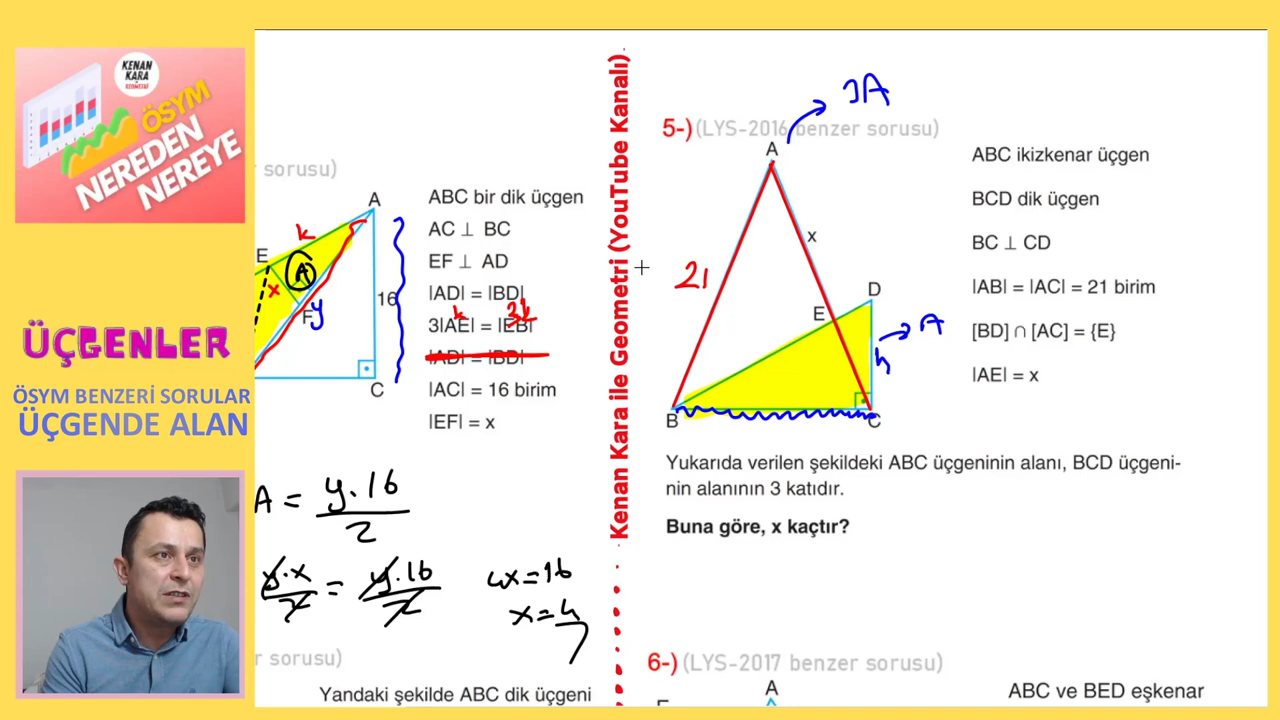 KENAN
KARA
GEOMETRİ
ÖSYM
NEREDEN
NEREYE
ÜÇGENLER
ÖSYM BENZERİ SORULAR
ÜÇGENDE ALAN
sorusu)
A
E
k
A
x
F
y
16
C
ABC bir dik üçgen
AC ⊥ BC
EF ⊥ AD
|AD| = |BD|
k 3k
3|AE| = |EB|
|AD| = |BD|
|AC| = 16 birim
|EF| = x
A = y.16/2
y.x/2 = y.16/2
4x=16
x=4
r sorusu)
Yandaki şekilde ABC dik üçgeni
Kenan Kara ile Geometri (YouTube Kanalı)
5-) (LYS-2016 benzer sorusu)
3A
A
x
21
D
E
A
h
B
C
ABC ikizkenar üçgen
BCD dik üçgen
BC ⊥ CD
|AB| = |AC| = 21 birim
[BD] ∩ [AC] = {E}
|AE| = x
Yukarıda verilen şekildeki ABC üçgeninin alanı, BCD üçgeni-
nin alanının 3 katıdır.
Buna göre, x kaçtır?
6-) (LYS-2017 benzer sorusu)
A
ABC ve BED eşkenar